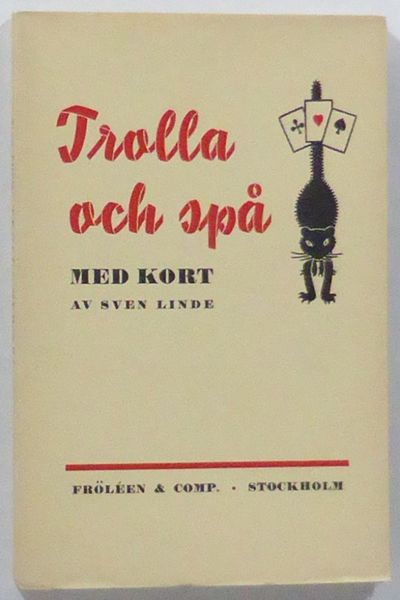 Trolla
och spå
MED KORT
AV SVEN LINDE
FRÖLÉEN & COMP. · STOCKHOLM